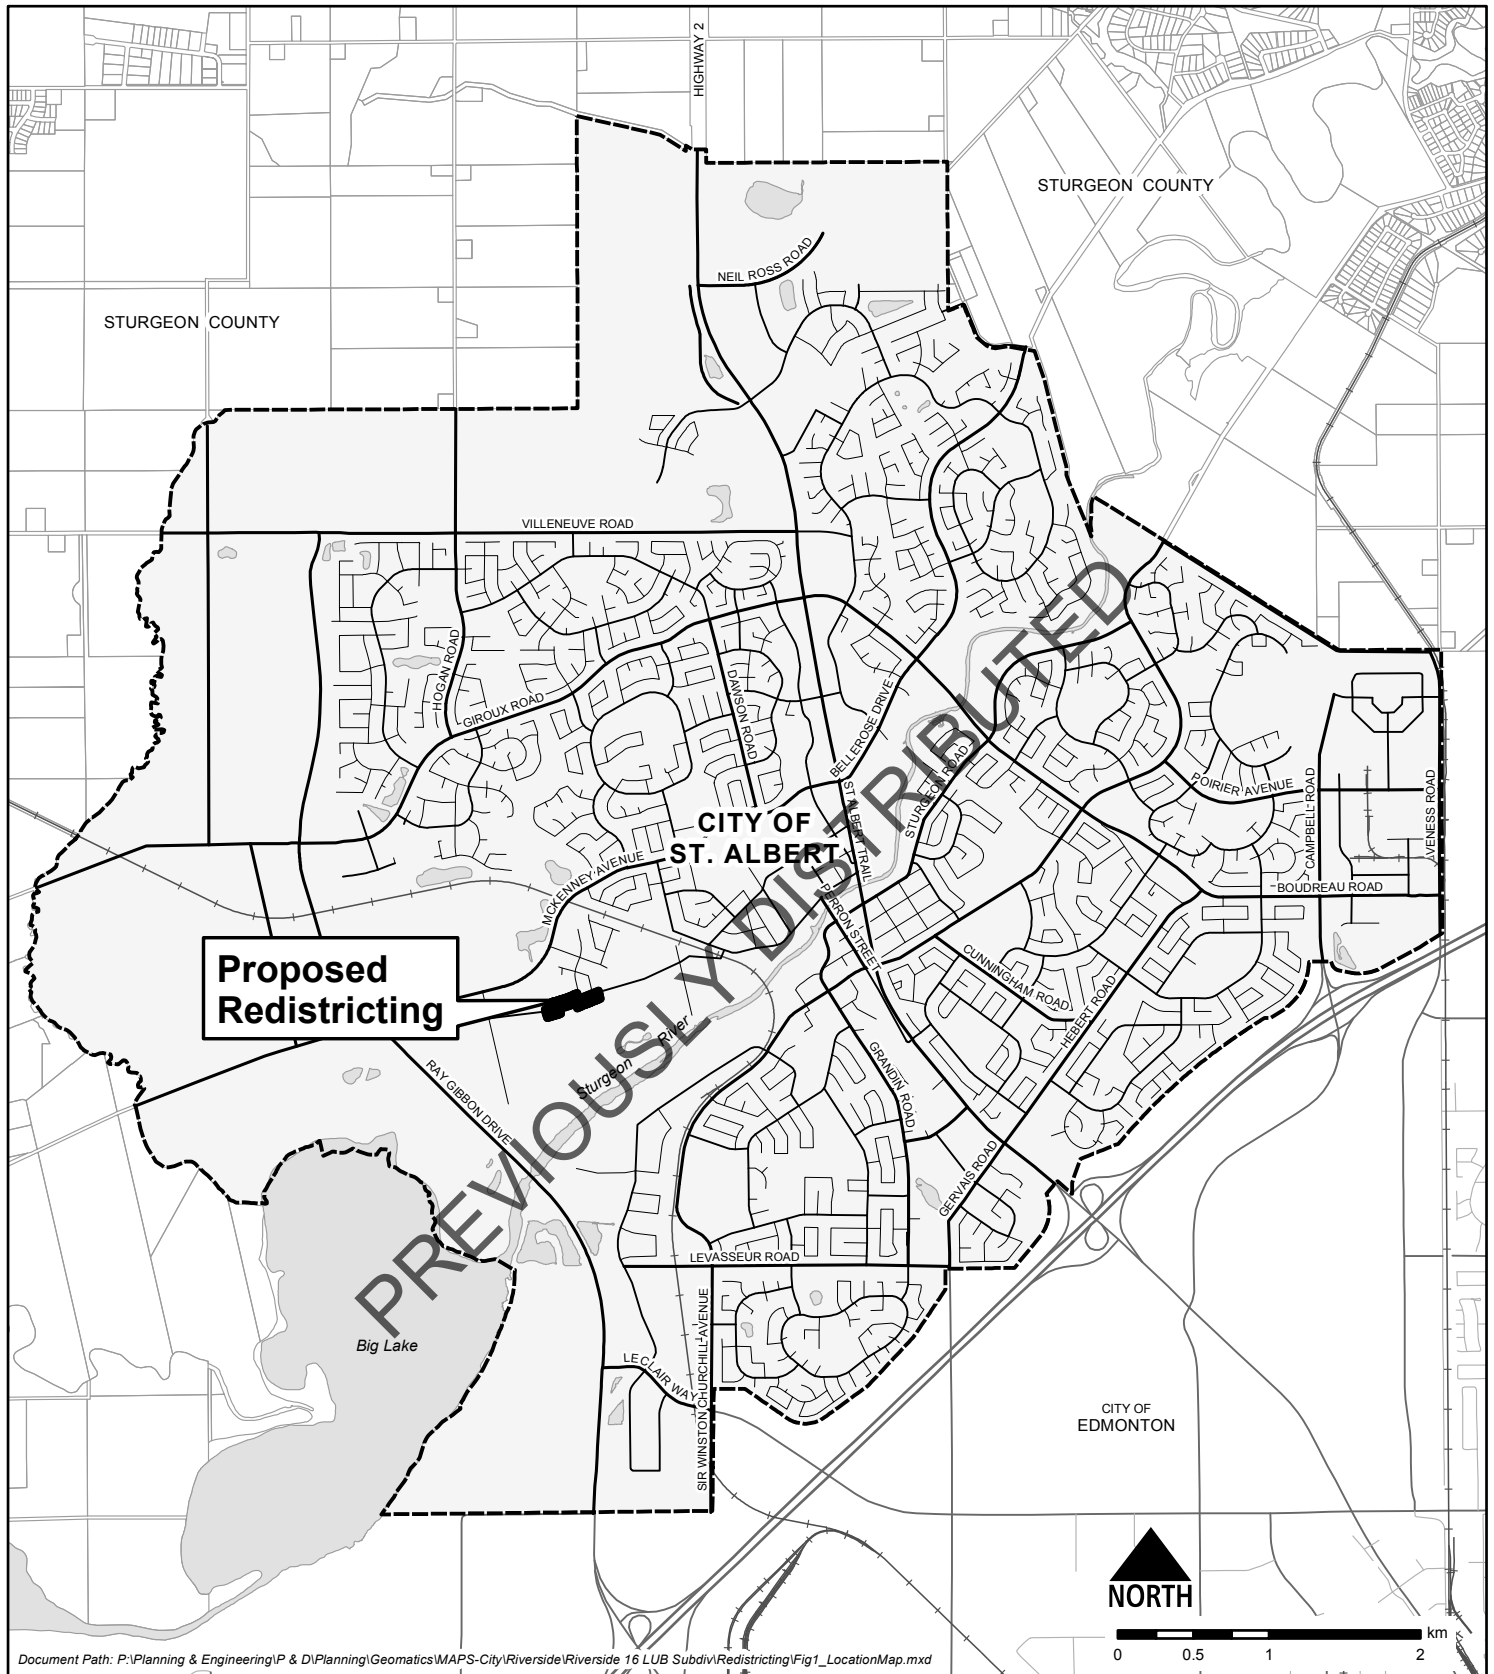 HIGHWAY 2
STURGEON COUNTY
NEIL ROSS ROAD
STURGEON COUNTY
VILLENEUVE ROAD
HOGAN ROAD
GIROUX ROAD
DAWSON ROAD
BELLEROSE DRIVE
STURGEON ROAD
ST ALBERT TRAIL
POIRIER AVENUE
CAMPBELL ROAD
AVENESS ROAD
CITY OF
ST. ALBERT
MCKENNEY AVENUE
BOUDREAU ROAD
PERRON STREET
CUNNINGHAM ROAD
HEBERT ROAD
Proposed
Redistricting
Sturgeon River
RAY GIBBON DRIVE
GRANDIN ROAD
GERVAIS ROAD
PREVIOUSLY DISTRIBUTED
LEVASSEUR ROAD
Big Lake
LECLAIR WAY
SIR WINSTON CHURCHILL AVENUE
CITY OF
EDMONTON
NORTH
km
0 0.5 1 2
Document Path: P:\Planning & Engineering\P & D\Planning\Geomatics\MAPS-City\Riverside\Riverside 16 LUB Subdiv\Redistricting\Fig1_LocationMap.mxd